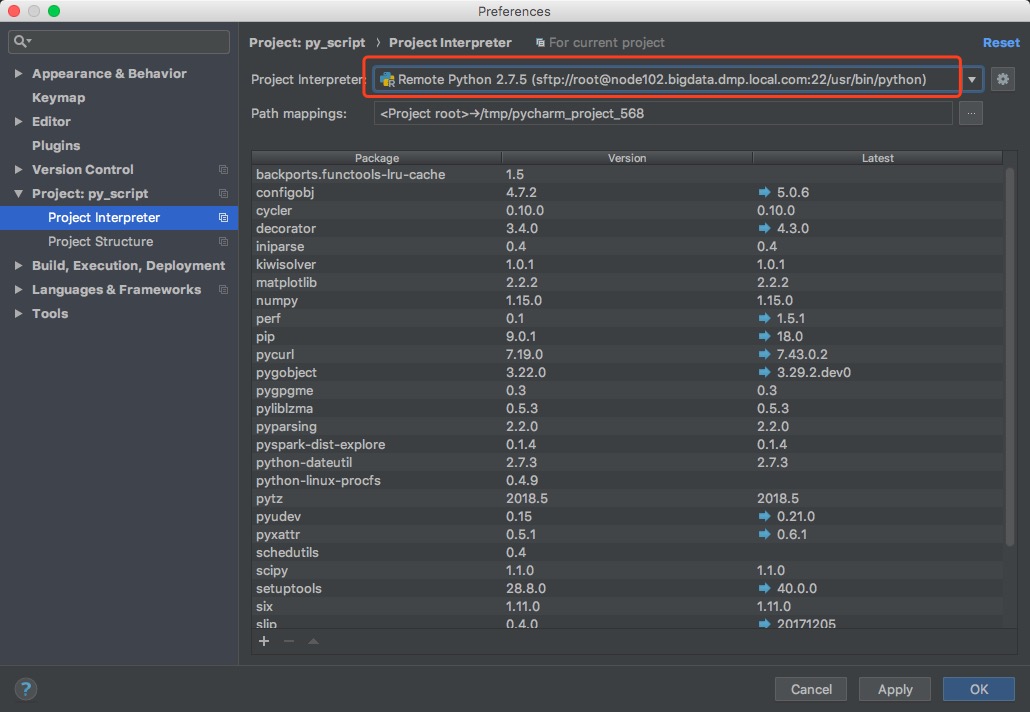 Preferences
Project: py_script › Project Interpreter For current project Reset
Appearance & Behavior
Keymap
Editor
Plugins
Version Control
Project: py_script
Project Interpreter
Project Structure
Build, Execution, Deployment
Languages & Frameworks
Tools
Project Interpreter: Remote Python 2.7.5 (sftp://root@node102.bigdata.dmp.local.com:22/usr/bin/python)
Path mappings: <Project root>→/tmp/pycharm_project_568 ...
Package Version Latest
backports.functools-lru-cache 1.5
configobj 4.7.2 5.0.6
cycler 0.10.0 0.10.0
decorator 3.4.0 4.3.0
iniparse 0.4 0.4
kiwisolver 1.0.1 1.0.1
matplotlib 2.2.2 2.2.2
numpy 1.15.0 1.15.0
perf 0.1 1.5.1
pip 9.0.1 18.0
pycurl 7.19.0 7.43.0.2
pygobject 3.22.0 3.29.2.dev0
pygpgme 0.3 0.3
pyliblzma 0.5.3 0.5.3
pyparsing 2.2.0 2.2.0
pyspark-dist-explore 0.1.4 0.1.4
python-dateutil 2.7.3 2.7.3
python-linux-procfs 0.4.9
pytz 2018.5 2018.5
pyudev 0.15 0.21.0
pyxattr 0.5.1 0.6.1
schedutils 0.4
scipy 1.1.0 1.1.0
setuptools 28.8.0 40.0.0
six 1.11.0 1.11.0
slip 0.4.0 20171205
? Cancel Apply OK